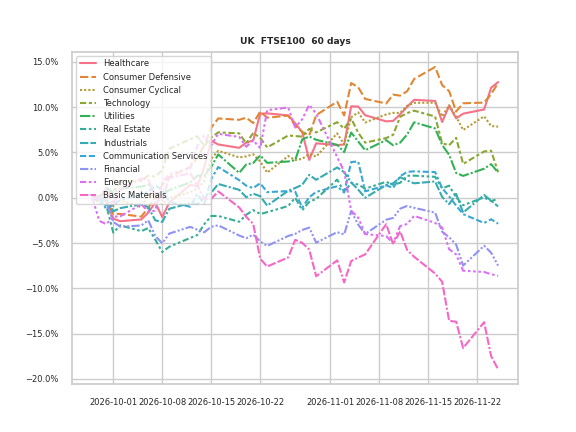 UK  FTSE100  60 days
15.0%
10.0%
5.0%
0.0%
−5.0%
−10.0%
−15.0%
−20.0%
Healthcare
Consumer Defensive
Consumer Cyclical
Technology
Utilities
Real Estate
Industrials
Communication Services
Financial
Energy
Basic Materials
2026-10-01 2026-10-08 2026-10-15 2026-10-22 2026-11-01 2026-11-08 2026-11-15 2026-11-22